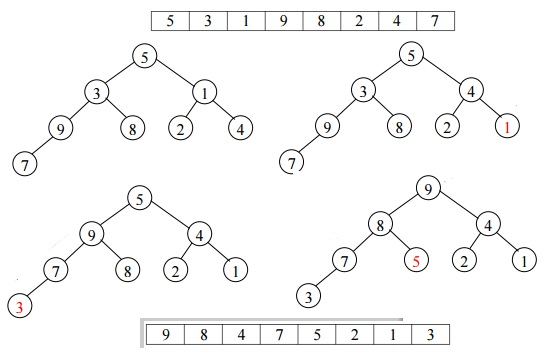 5 3 1 9 8 2 4 7
5 5
3 1 3 4
9 8 2 4 9 8 2 1
7 7
5 9
9 4 8 4
7 8 2 1 7 5 2 1
3 3
9 8 4 7 5 2 1 3